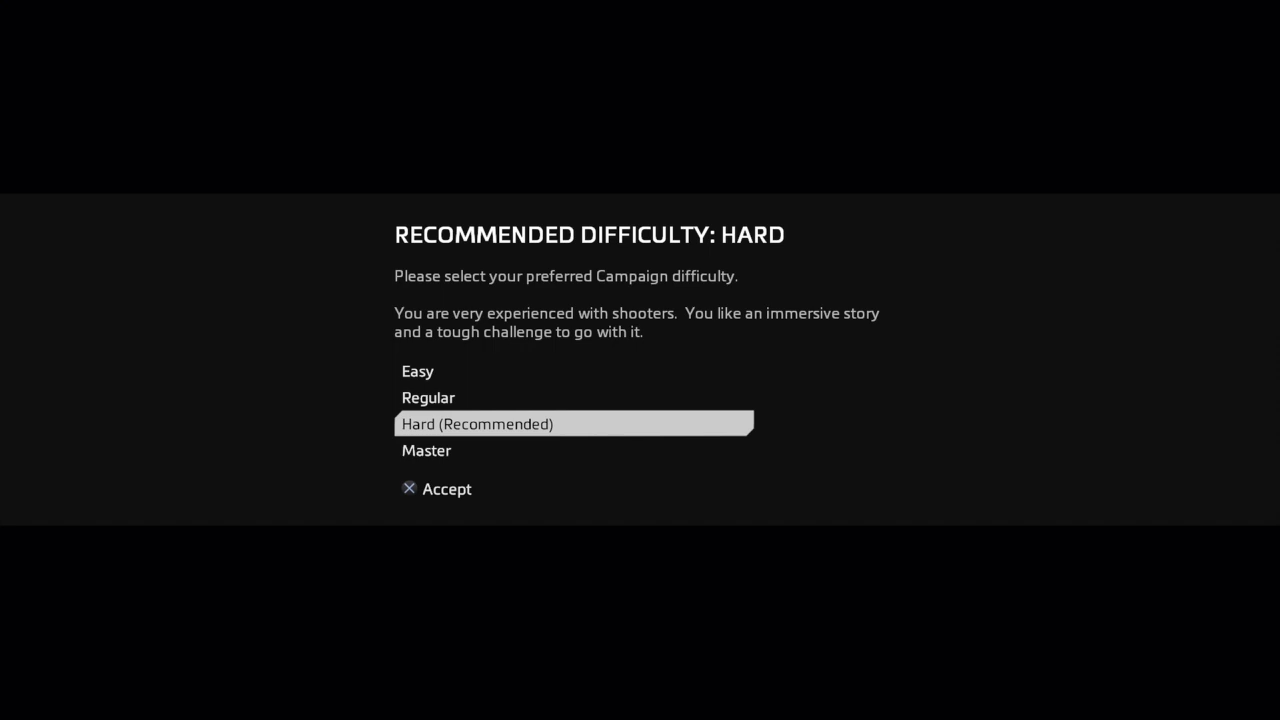 RECOMMENDED DIFFICULTY: HARD
Please select your preferred Campaign difficulty.
You are very experienced with shooters.  You like an immersive story
and a tough challenge to go with it.
Easy
Regular
Hard (Recommended)
Master
Accept